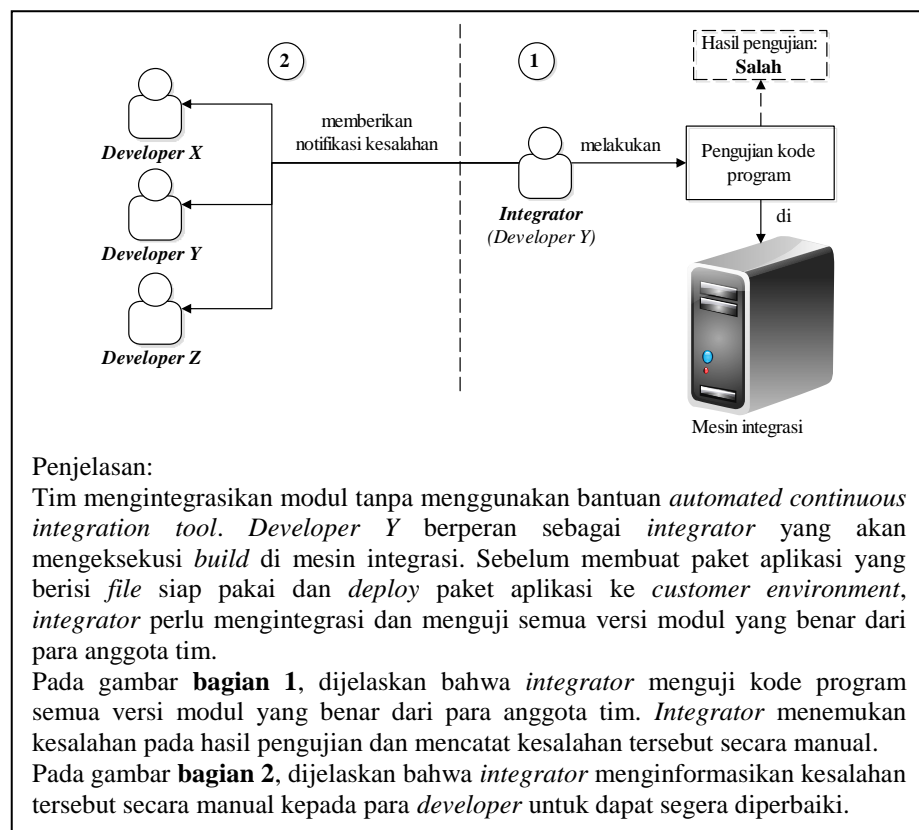 2
1
Hasil pengujian:
Salah
memberikan
notifikasi kesalahan
melakukan
Pengujian kode
program
Developer X
Integrator
(Developer Y)
di
Developer Y
Developer Z
Mesin integrasi
Penjelasan:
Tim mengintegrasikan modul tanpa menggunakan bantuan automated continuous
integration tool. Developer Y berperan sebagai integrator yang akan
mengeksekusi build di mesin integrasi. Sebelum membuat paket aplikasi yang
berisi file siap pakai dan deploy paket aplikasi ke customer environment,
integrator perlu mengintegrasi dan menguji semua versi modul yang benar dari
para anggota tim.
Pada gambar bagian 1, dijelaskan bahwa integrator menguji kode program
semua versi modul yang benar dari para anggota tim. Integrator menemukan
kesalahan pada hasil pengujian dan mencatat kesalahan tersebut secara manual.
Pada gambar bagian 2, dijelaskan bahwa integrator menginformasikan kesalahan
tersebut secara manual kepada para developer untuk dapat segera diperbaiki.